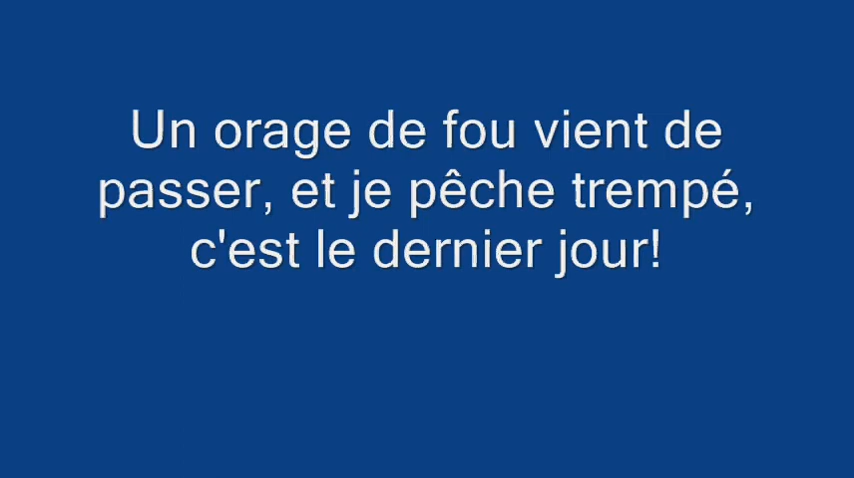 Un orage de fou vient de
passer, et je pêche trempé,
c'est le dernier jour!